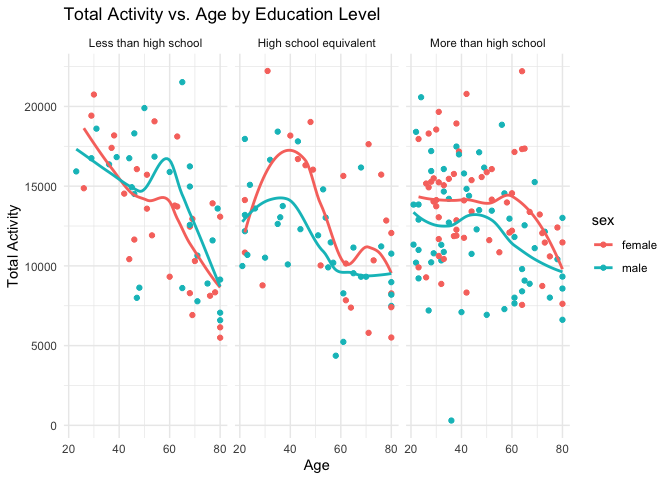 Total Activity vs. Age by Education Level
Less than high school
High school equivalent
More than high school
20000
15000
10000
5000
0
Total Activity
20 40 60 80
20 40 60 80
20 40 60 80
Age
sex
female
male